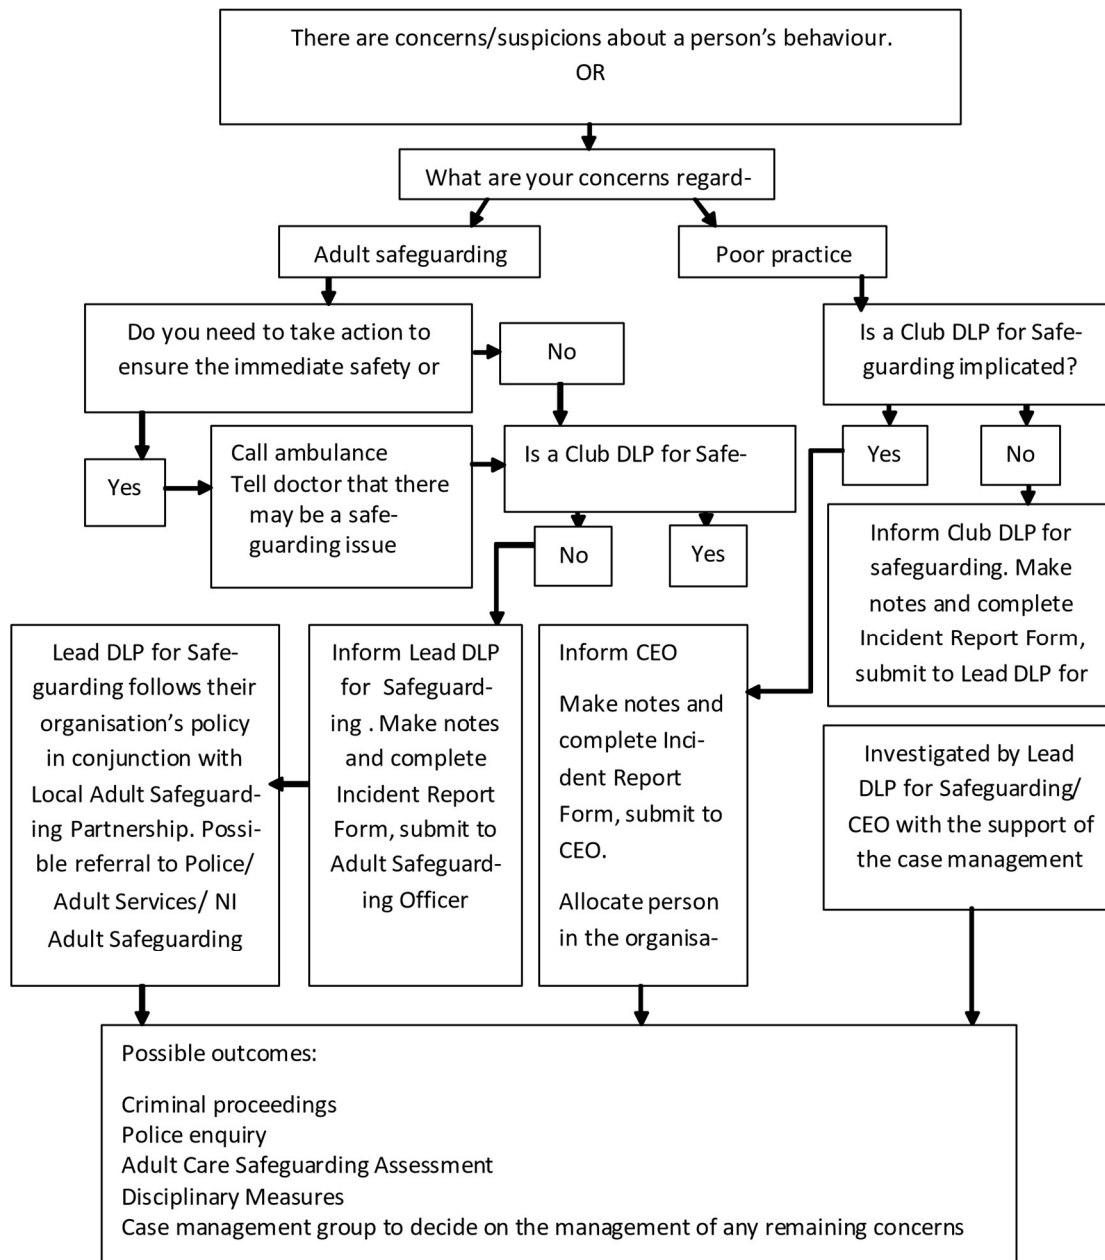 There are concerns/suspicions about a person’s behaviour.
OR
What are your concerns regard-
Adult safeguarding
Poor practice
Do you need to take action to
ensure the immediate safety or
No
Is a Club DLP for Safe-
guarding implicated?
Yes
Call ambulance
Tell doctor that there
may be a safe-
guarding issue
Is a Club DLP for Safe-
Yes
No
No
Yes
Inform Club DLP for
safeguarding. Make
notes and complete
Incident Report Form,
submit to Lead DLP for
Lead DLP for Safe-
guarding follows their
organisation’s policy
in conjunction with
Local Adult Safeguard-
ing Partnership. Possi-
ble referral to Police/
Adult Services/ NI
Adult Safeguarding
Inform Lead DLP
for Safeguard-
ing . Make notes
and complete
Incident Report
Form, submit to
Adult Safeguard-
ing Officer
Inform CEO
Make notes and
complete Inci-
dent Report
Form, submit to
CEO.
Allocate person
in the organisa-
Investigated by Lead
DLP for Safeguarding/
CEO with the support of
the case management
Possible outcomes:
Criminal proceedings
Police enquiry
Adult Care Safeguarding Assessment
Disciplinary Measures
Case management group to decide on the management of any remaining concerns